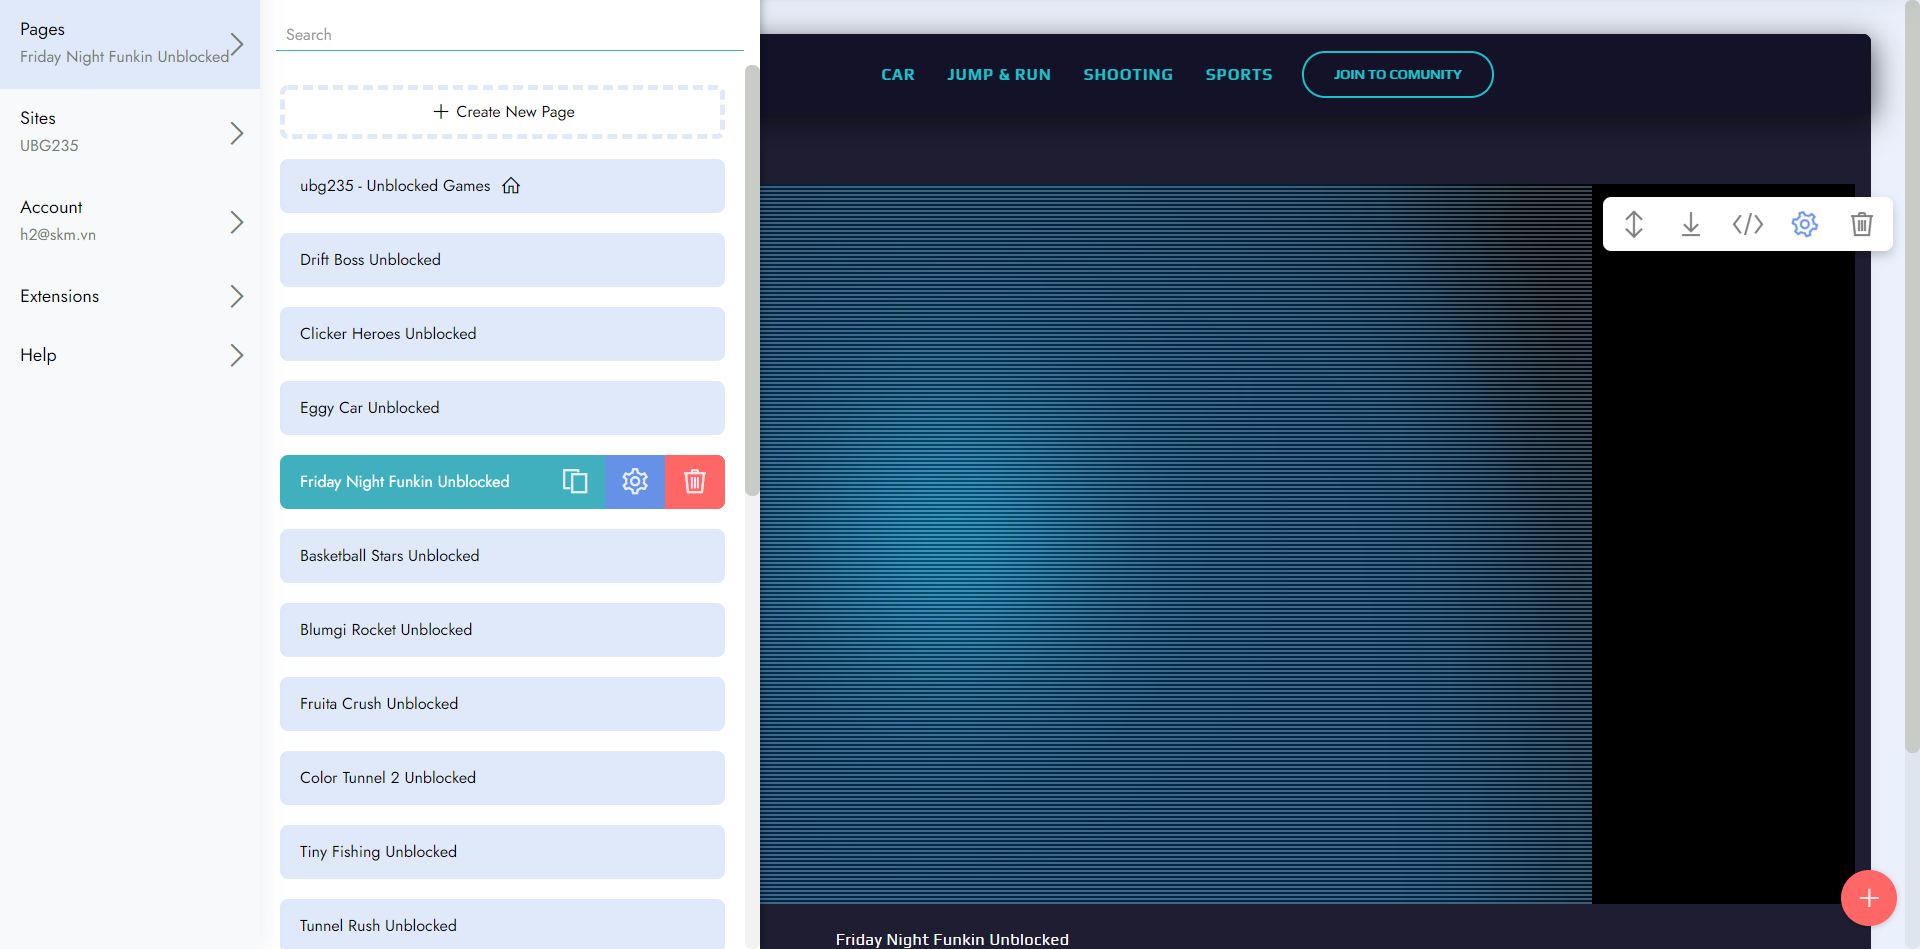 Pages
Friday Night Funkin Unblocked
Sites
UBG235
Account
h2@skm.vn
Extensions
Help
Search
Create New Page
ubg235 - Unblocked Games
Drift Boss Unblocked
Clicker Heroes Unblocked
Eggy Car Unblocked
Friday Night Funkin Unblocked
Basketball Stars Unblocked
Blumgi Rocket Unblocked
Fruita Crush Unblocked
Color Tunnel 2 Unblocked
Tiny Fishing Unblocked
Tunnel Rush Unblocked
CAR JUMP & RUN SHOOTING SPORTS JOIN TO COMUNITY
Friday Night Funkin Unblocked